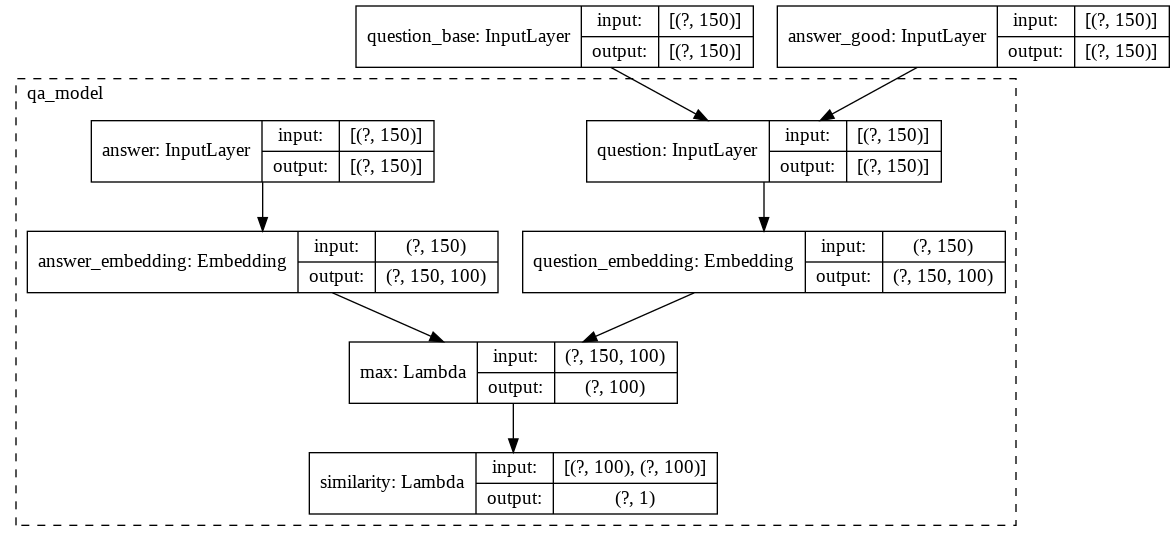 question_base: InputLayer input: [(?, 150)] output: [(?, 150)]
answer_good: InputLayer input: [(?, 150)] output: [(?, 150)]
qa_model
answer: InputLayer input: [(?, 150)] output: [(?, 150)]
question: InputLayer input: [(?, 150)] output: [(?, 150)]
answer_embedding: Embedding input: (?, 150) output: (?, 150, 100)
question_embedding: Embedding input: (?, 150) output: (?, 150, 100)
max: Lambda input: (?, 150, 100) output: (?, 100)
similarity: Lambda input: [(?, 100), (?, 100)] output: (?, 1)